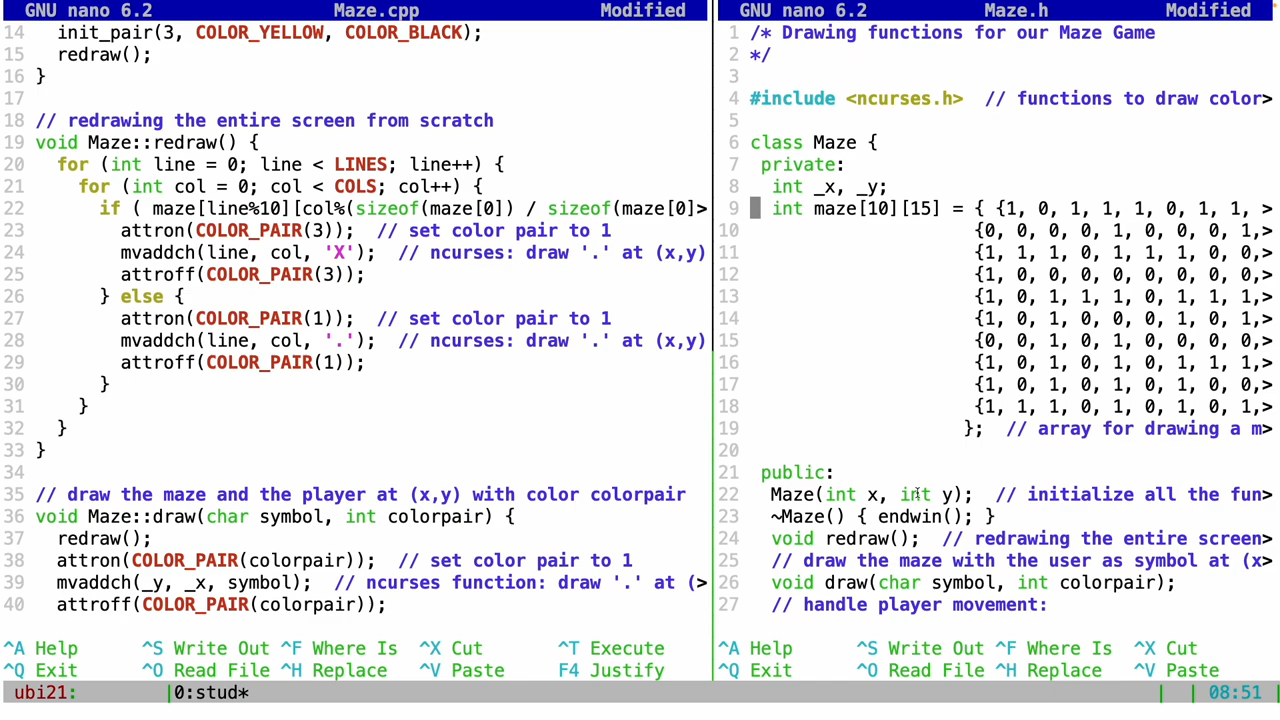 GNU nano 6.2 Maze.cpp Modified
14 init_pair(3, COLOR_YELLOW, COLOR_BLACK);
15 redraw();
16 }
17
18 // redrawing the entire screen from scratch
19 void Maze::redraw() {
20 for (int line = 0; line < LINES; line++) {
21 for (int col = 0; col < COLS; col++) {
22 if ( maze[line%10][col%(sizeof(maze[0]) / sizeof(maze[0]>
23 attron(COLOR_PAIR(3)); // set color pair to 1
24 mvaddch(line, col, 'X'); // ncurses: draw '.' at (x,y)
25 attroff(COLOR_PAIR(3));
26 } else {
27 attron(COLOR_PAIR(1)); // set color pair to 1
28 mvaddch(line, col, '.'); // ncurses: draw '.' at (x,y)
29 attroff(COLOR_PAIR(1));
30 }
31 }
32 }
33 }
34
35 // draw the maze and the player at (x,y) with color colorpair
36 void Maze::draw(char symbol, int colorpair) {
37 redraw();
38 attron(COLOR_PAIR(colorpair)); // set color pair to 1
39 mvaddch(_y, _x, symbol); // ncurses function: draw '.' at (>
40 attroff(COLOR_PAIR(colorpair));
^A Help ^S Write Out ^F Where Is ^X Cut ^T Execute
^Q Exit ^O Read File ^H Replace ^V Paste F4 Justify
GNU nano 6.2 Maze.h Modified
1 /* Drawing functions for our Maze Game
2 */
3
4 #include <ncurses.h> // functions to draw color>
5
6 class Maze {
7 private:
8 int _x, _y;
9 int maze[10][15] = { {1, 0, 1, 1, 1, 0, 1, 1, >
10 {0, 0, 0, 0, 1, 0, 0, 0, 1,>
11 {1, 1, 1, 0, 1, 1, 1, 0, 0,>
12 {1, 0, 0, 0, 0, 0, 0, 0, 0,>
13 {1, 0, 1, 1, 1, 0, 1, 1, 1,>
14 {1, 0, 1, 0, 0, 0, 1, 0, 1,>
15 {0, 0, 1, 0, 1, 0, 0, 0, 0,>
16 {1, 0, 1, 0, 1, 0, 1, 1, 1,>
17 {1, 0, 1, 0, 1, 0, 1, 0, 0,>
18 {1, 1, 1, 0, 1, 0, 1, 0, 1,>
19 }; // array for drawing a m>
20
21 public:
22 Maze(int x, int y); // initialize all the fun>
23 ~Maze() { endwin(); }
24 void redraw(); // redrawing the entire screen>
25 // draw the maze with the user as symbol at (x>
26 void draw(char symbol, int colorpair);
27 // handle player movement:
^A Help ^S Write Out ^F Where Is ^X Cut
^Q Exit ^O Read File ^H Replace ^V Paste
ubi21: |0:stud* | | 08:51 |